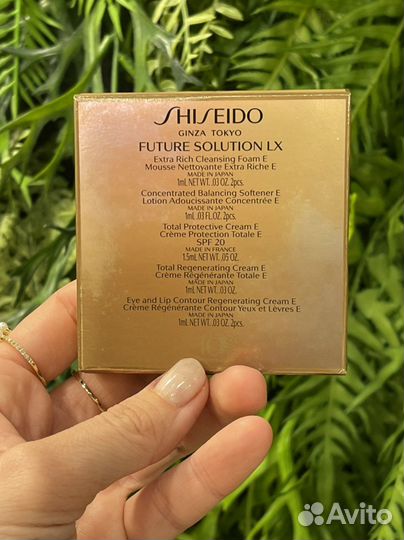 SHISEIDO
GINZA TOKYO
FUTURE SOLUTION LX
Extra Rich Cleansing Foam E
Mousse Nettoyante Extra Riche E
MADE IN JAPAN
1mL NET WT. .03 OZ. 2pcs.
Concentrated Balancing Softener E
Lotion Adoucissante Concentrée E
MADE IN JAPAN
1mL .03 FL.OZ. 2pcs.
Total Protective Cream E
Crème Protection Totale E
SPF 20
MADE IN FRANCE
1.5mL NET WT. .05 OZ.
Total Regenerating Cream E
Crème Régénérante Totale E
MADE IN JAPAN
1mL NET WT. .03 OZ.
Eye and Lip Contour Regenerating Cream E
Crème Régénérante Contour Yeux et Lèvres E
MADE IN JAPAN
1mL NET WT. .03 OZ. 2pcs.
Avito